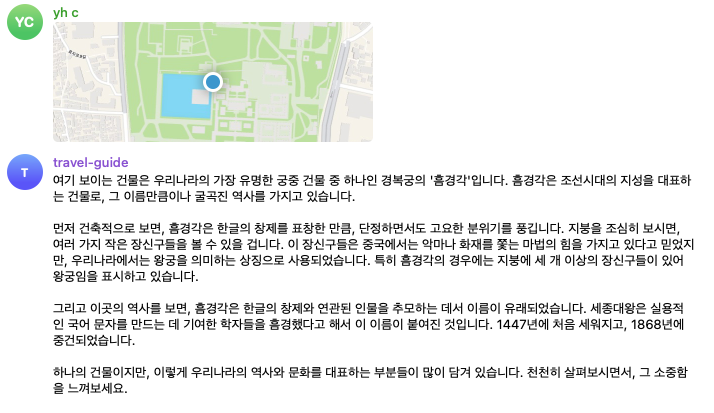 YC
yh c
T
travel-guide
여기 보이는 건물은 우리나라의 가장 유명한 궁중 건물 중 하나인 경복궁의 '흠경각'입니다. 흠경각은 조선시대의 지성을 대표하
는 건물로, 그 이름만큼이나 굴곡진 역사를 가지고 있습니다.
먼저 건축적으로 보면, 흠경각은 한글의 창제를 표창한 만큼, 단정하면서도 고요한 분위기를 풍깁니다. 지붕을 조심히 보시면,
여러 가지 작은 장신구들을 볼 수 있을 겁니다. 이 장신구들은 중국에서는 악마나 화재를 쫓는 마법의 힘을 가지고 있다고 믿었지
만, 우리나라에서는 왕궁을 의미하는 상징으로 사용되었습니다. 특히 흠경각의 경우에는 지붕에 세 개 이상의 장신구들이 있어
왕궁임을 표시하고 있습니다.
그리고 이곳의 역사를 보면, 흠경각은 한글의 창제와 연관된 인물을 추모하는 데서 이름이 유래되었습니다. 세종대왕은 실용적
인 국어 문자를 만드는 데 기여한 학자들을 흠경했다고 해서 이 이름이 붙여진 것입니다. 1447년에 처음 세워지고, 1868년에
중건되었습니다.
하나의 건물이지만, 이렇게 우리나라의 역사와 문화를 대표하는 부분들이 많이 담겨 있습니다. 천천히 살펴보시면서, 그 소중함
을 느껴보세요.